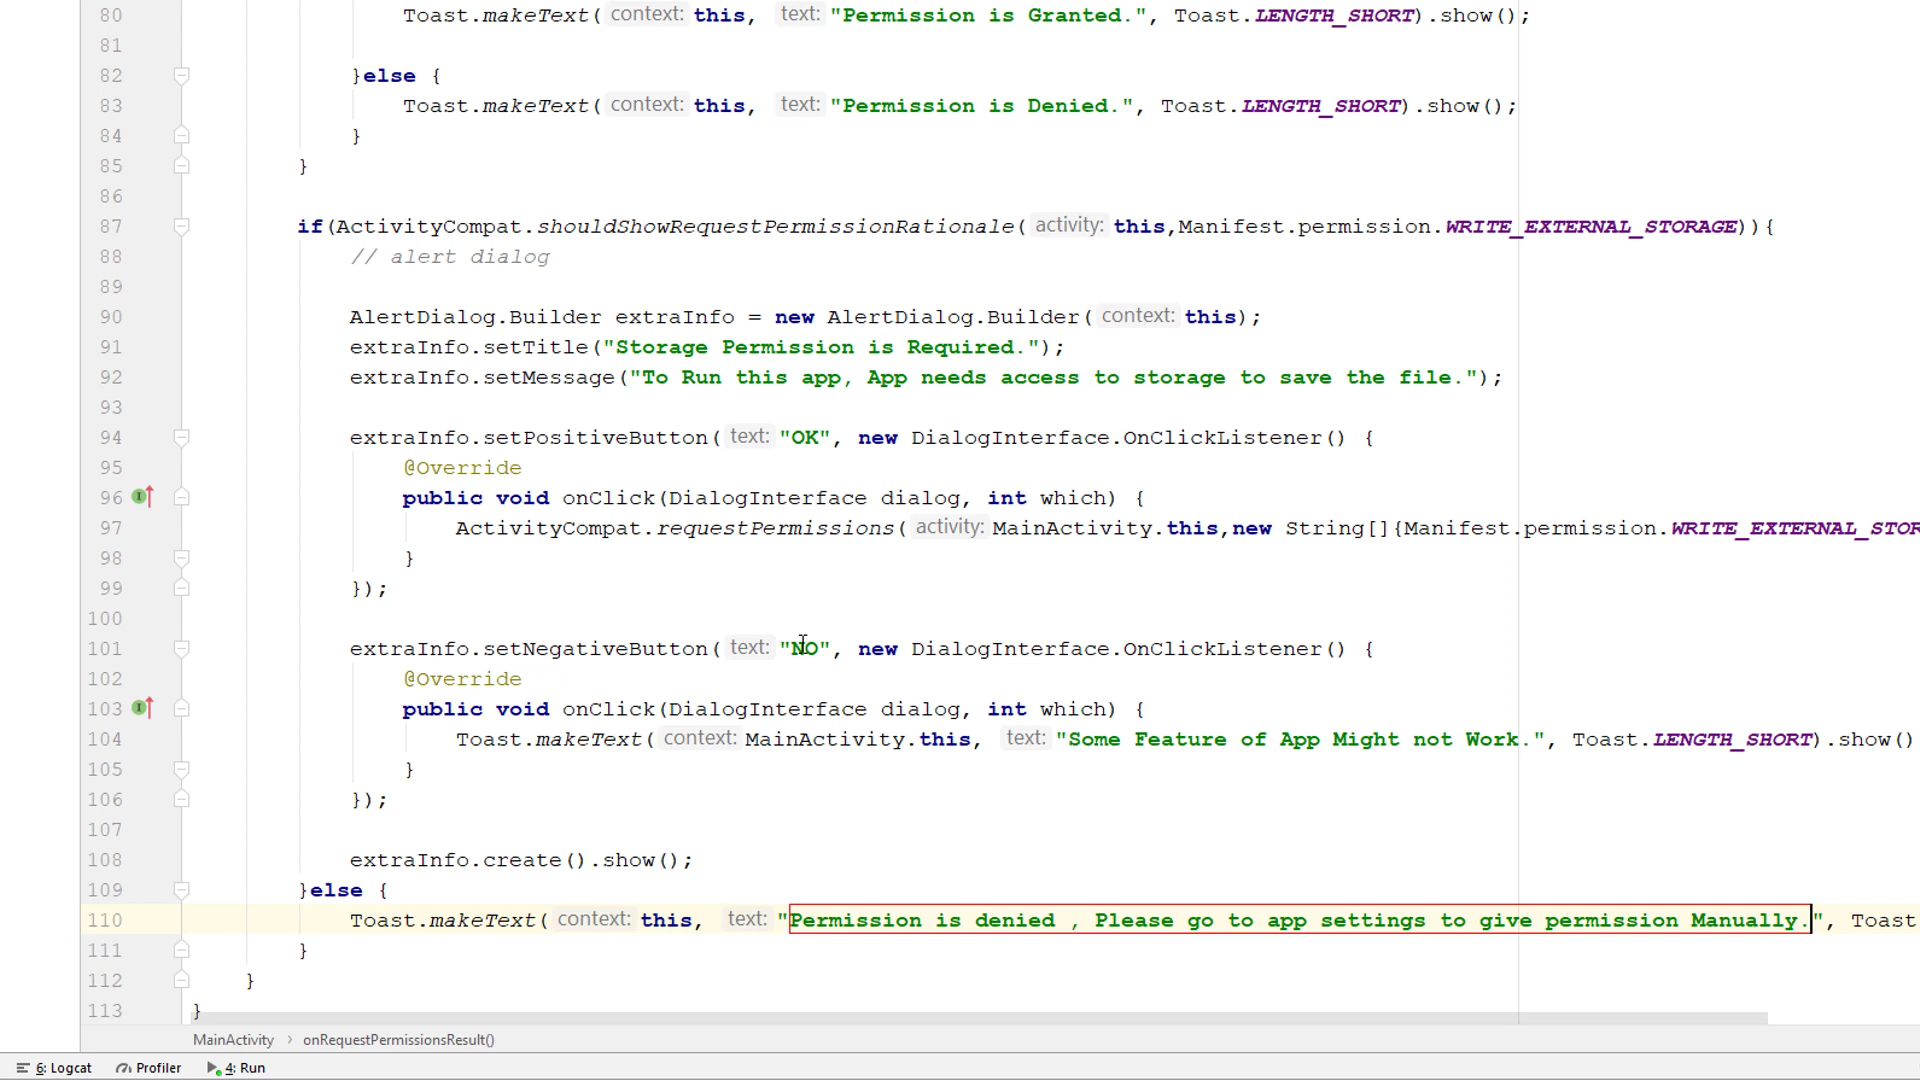 80 Toast.makeText( context: this, text: "Permission is Granted.", Toast.LENGTH_SHORT).show();
81
82 }else {
83 Toast.makeText( context: this, text: "Permission is Denied.", Toast.LENGTH_SHORT).show();
84 }
85 }
86
87 if(ActivityCompat.shouldShowRequestPermissionRationale( activity: this,Manifest.permission.WRITE_EXTERNAL_STORAGE)){
88 // alert dialog
89
90 AlertDialog.Builder extraInfo = new AlertDialog.Builder( context: this);
91 extraInfo.setTitle("Storage Permission is Required.");
92 extraInfo.setMessage("To Run this app, App needs access to storage to save the file.");
93
94 extraInfo.setPositiveButton( text: "OK", new DialogInterface.OnClickListener() {
95 @Override
96 public void onClick(DialogInterface dialog, int which) {
97 ActivityCompat.requestPermissions( activity: MainActivity.this,new String[]{Manifest.permission.WRITE_EXTERNAL_STOR
98 }
99 });
100
101 extraInfo.setNegativeButton( text: "NO", new DialogInterface.OnClickListener() {
102 @Override
103 public void onClick(DialogInterface dialog, int which) {
104 Toast.makeText( context: MainActivity.this, text: "Some Feature of App Might not Work.", Toast.LENGTH_SHORT).show()
105 }
106 });
107
108 extraInfo.create().show();
109 }else {
110 Toast.makeText( context: this, text: "Permission is denied , Please go to app settings to give permission Manually.", Toast
111 }
112 }
113 }
MainActivity › onRequestPermissionsResult()
6: Logcat Profiler 4: Run